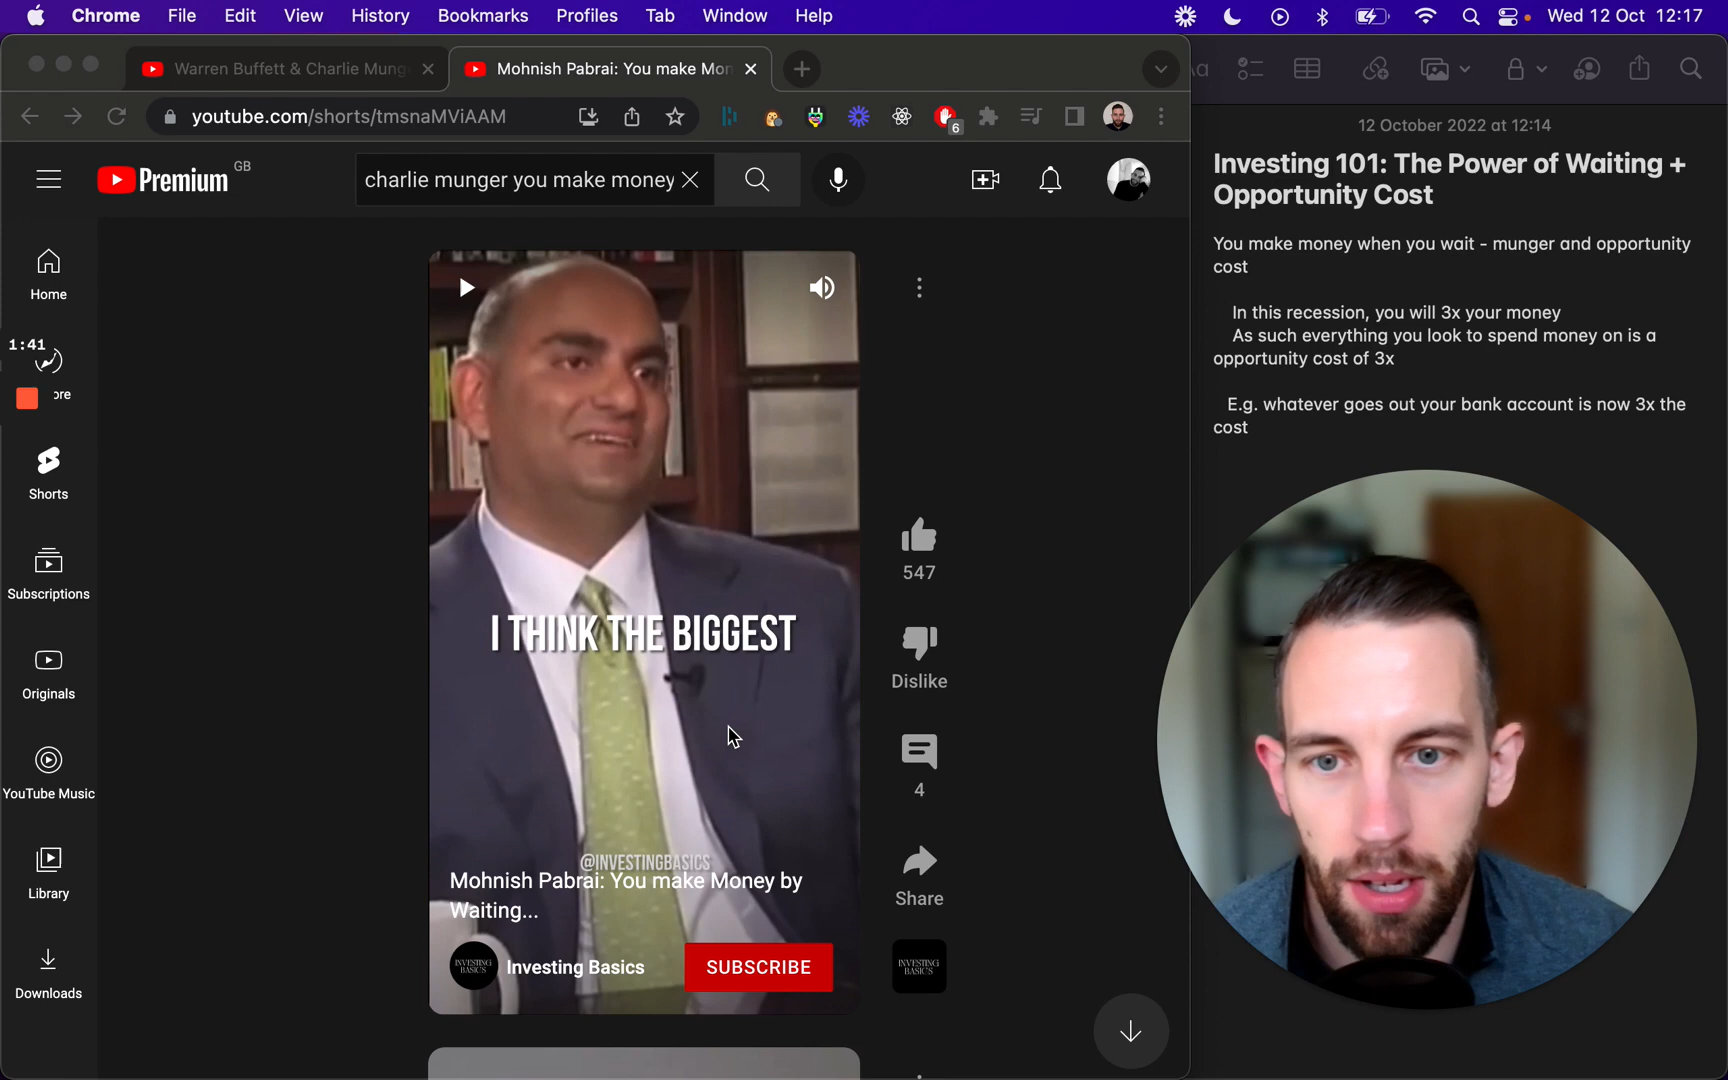 Chrome File Edit View History Bookmarks Profiles Tab Window Help
Wed 12 Oct 12:17
Warren Buffett & Charlie Mung
Mohnish Pabrai: You make Mon
youtube.com/shorts/tmsnaMViAAM
6
Premium GB
charlie munger you make money
Home
1:41
ore
Shorts
Subscriptions
Originals
YouTube Music
Library
Downloads
I THINK THE BIGGEST
@INVESTINGBASICS
Mohnish Pabrai: You make Money by
Waiting...
INVESTING
BASICS
Investing Basics
SUBSCRIBE
547
Dislike
4
Share
INVESTING
BASICS
12 October 2022 at 12:14
Investing 101: The Power of Waiting +
Opportunity Cost
You make money when you wait - munger and opportunity
cost
In this recession, you will 3x your money
As such everything you look to spend money on is a
opportunity cost of 3x
E.g. whatever goes out your bank account is now 3x the
cost